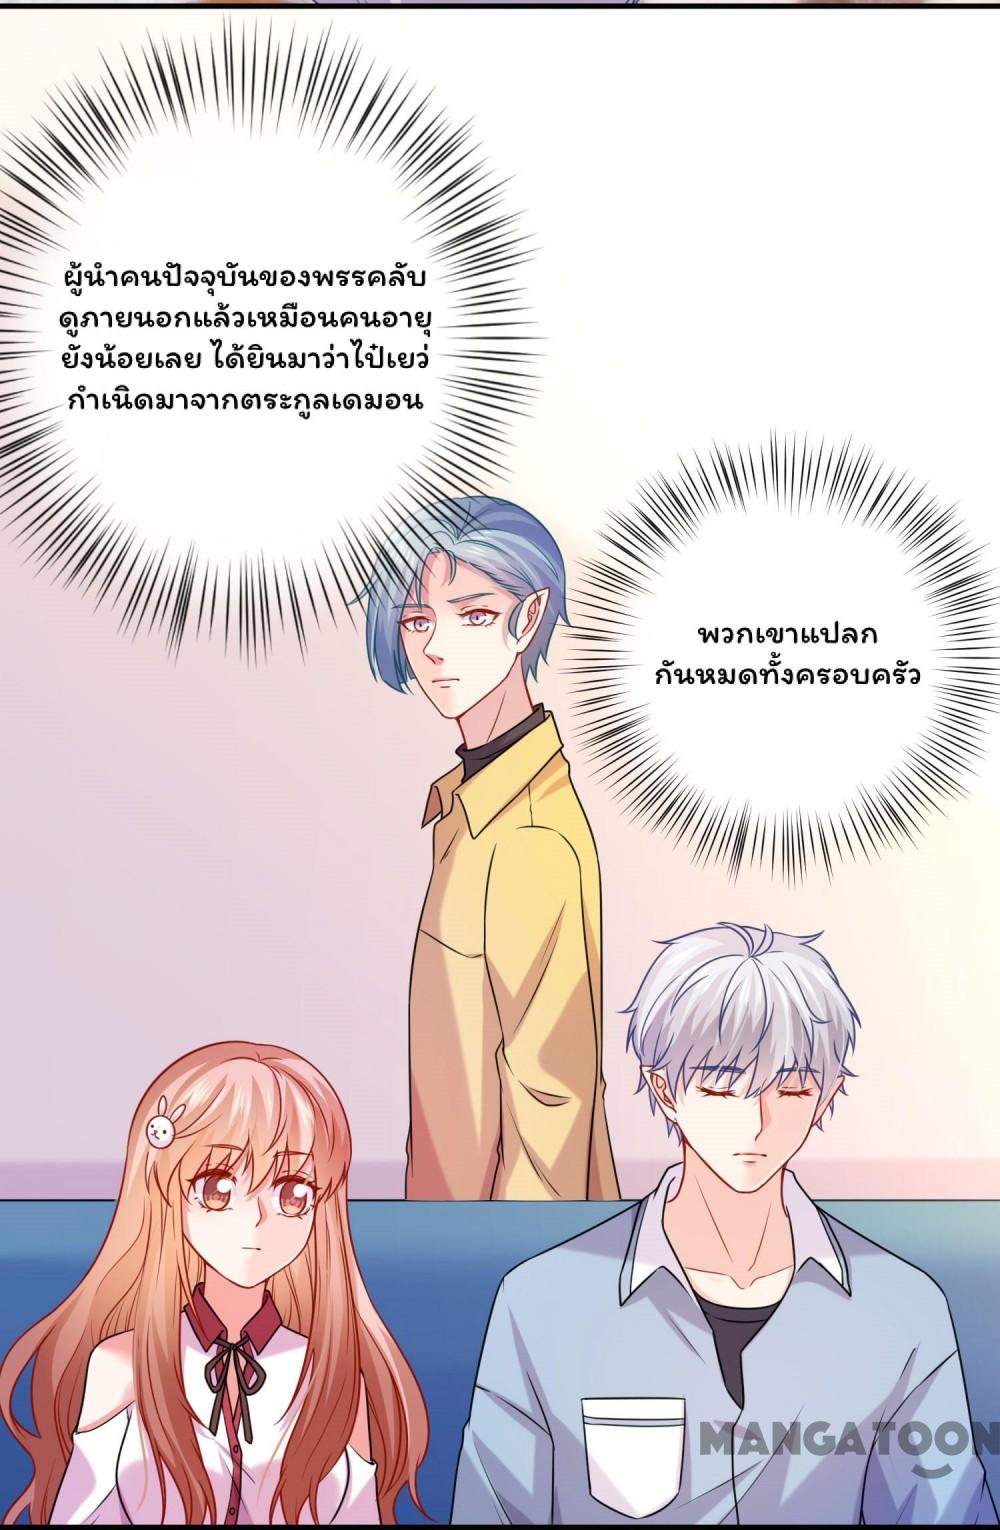 ผู้นำคนปัจจุบันของพรรคลับ
ดูภายนอกแล้วเหมือนคนอายุ
ยังน้อยเลย ได้ยินมาว่าไป๋เยว่
กำเนิดมาจากตระกูลเดมอน
พวกเขาแปลก
กันหมดทั้งครอบครัว
MANGATOON